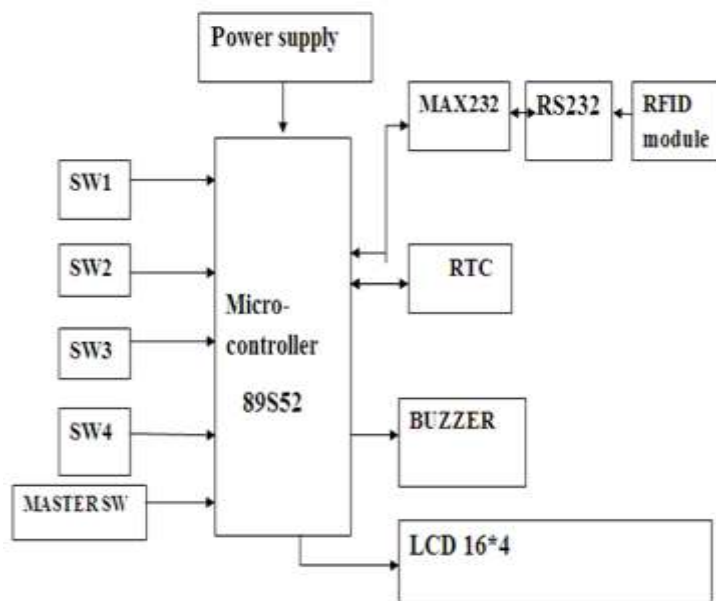 Power supply
MAX232
RS232
RFID
module
SW1
SW2
SW3
SW4
MASTER SW
Micro-
controller
89S52
RTC
BUZZER
LCD 16*4